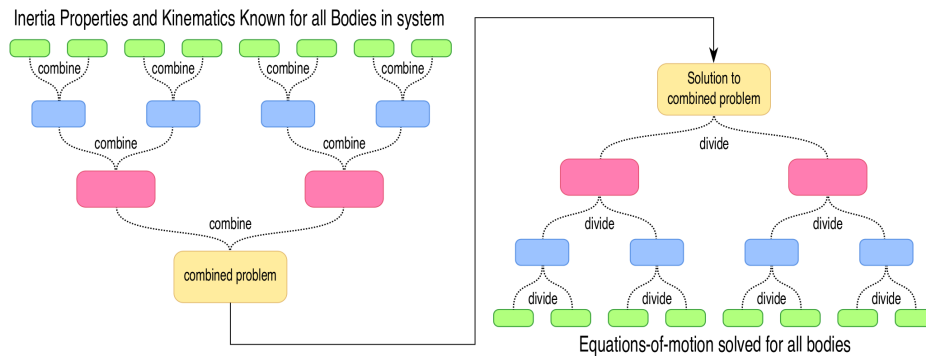 Inertia Properties and Kinematics Known for all Bodies in system
combine
combine
combine
combine
combine
combine
combine
combined problem
Solution to
combined problem
divide
divide
divide
divide
divide
divide
divide
Equations-of-motion solved for all bodies